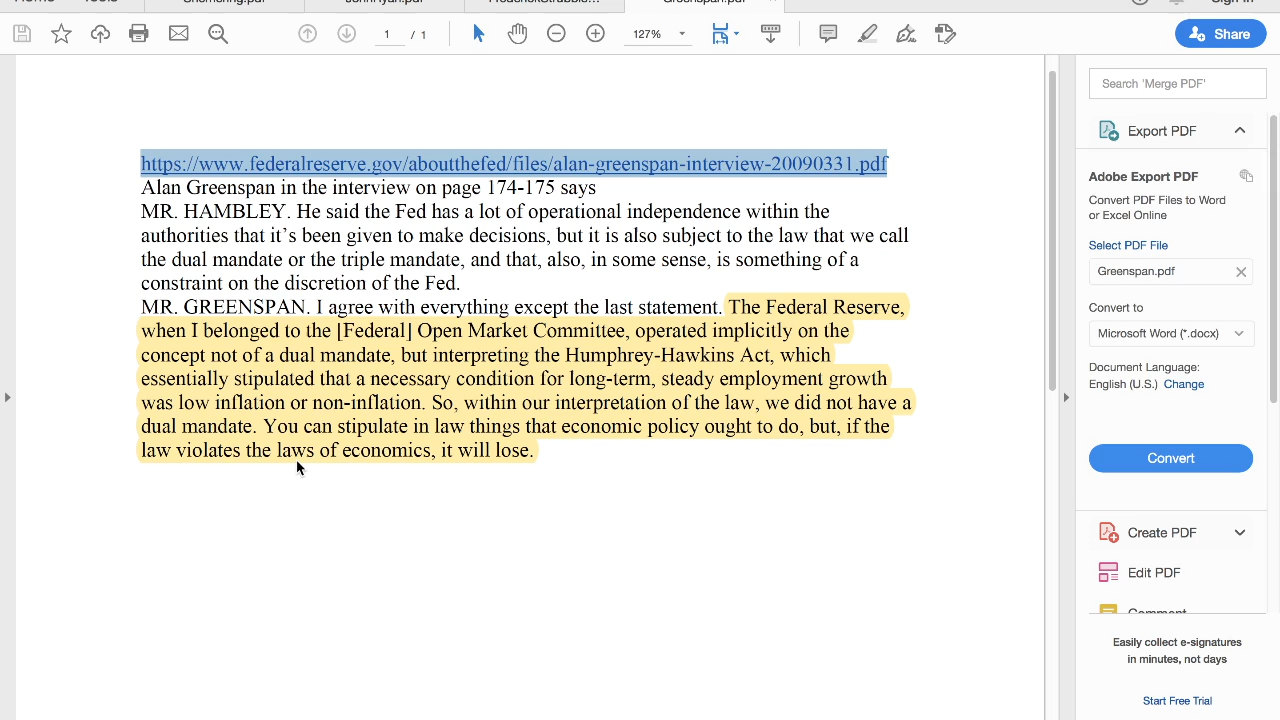 Greenspan.pdf
Sign In
1 / 1
127%
Share
https://www.federalreserve.gov/aboutthefed/files/alan-greenspan-interview-20090331.pdf
Alan Greenspan in the interview on page 174-175 says
MR. HAMBLEY. He said the Fed has a lot of operational independence within the
authorities that it’s been given to make decisions, but it is also subject to the law that we call
the dual mandate or the triple mandate, and that, also, in some sense, is something of a
constraint on the discretion of the Fed.
MR. GREENSPAN. I agree with everything except the last statement. The Federal Reserve,
when I belonged to the [Federal] Open Market Committee, operated implicitly on the
concept not of a dual mandate, but interpreting the Humphrey-Hawkins Act, which
essentially stipulated that a necessary condition for long-term, steady employment growth
was low inflation or non-inflation. So, within our interpretation of the law, we did not have a
dual mandate. You can stipulate in law things that economic policy ought to do, but, if the
law violates the laws of economics, it will lose.
Search 'Merge PDF'
Export PDF
Adobe Export PDF
Convert PDF Files to Word
or Excel Online
Select PDF File
Greenspan.pdf
Convert to
Microsoft Word (*.docx)
Document Language:
English (U.S.) Change
Convert
Create PDF
Edit PDF
Comment
Easily collect e-signatures
in minutes, not days
Start Free Trial